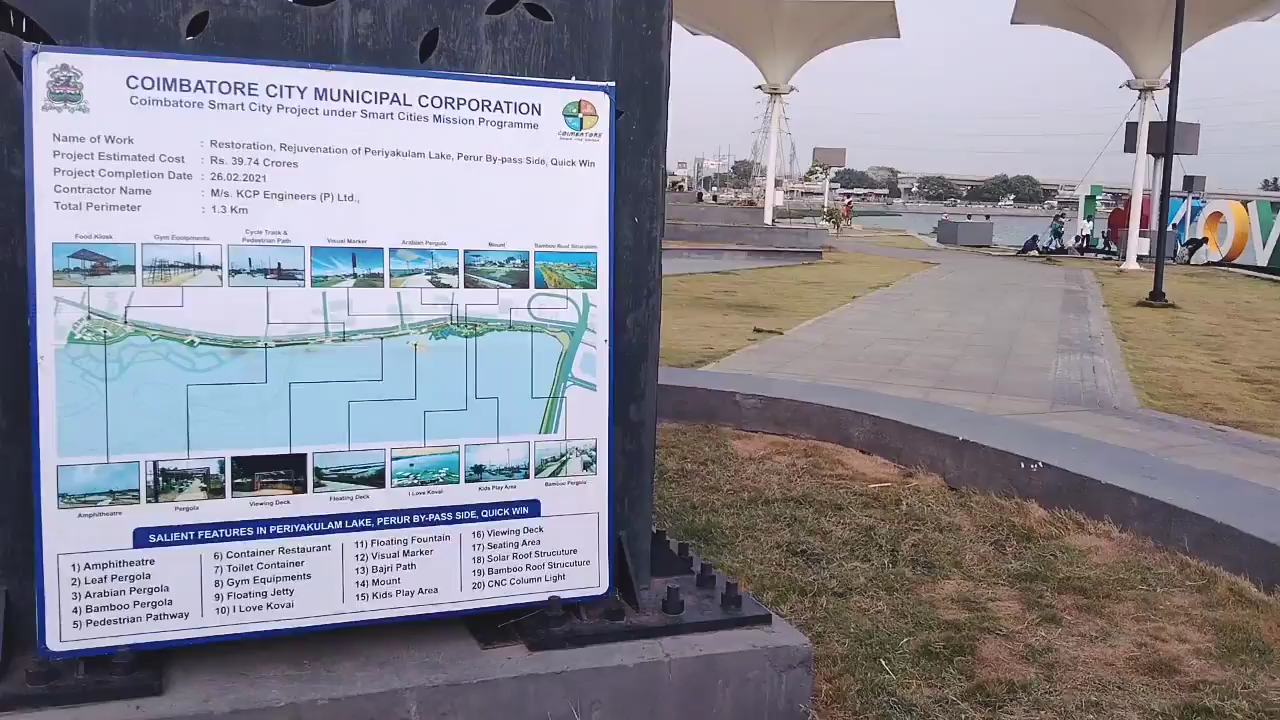 COIMBATORE CITY MUNICIPAL CORPORATION
Coimbatore Smart City Project under Smart Cities Mission Programme
COIMBATORE
Name of Work : Restoration, Rejuvenation of Periyakulam Lake, Perur By-pass Side, Quick Win
Project Estimated Cost : Rs. 39.74 Crores
Project Completion Date : 26.02.2021
Contractor Name : M/s. KCP Engineers (P) Ltd.,
Total Perimeter : 1.3 Km
Food Kiosk
Gym Equipments
Cycle Track & Pedestrian Path
Visual Marker
Arabian Pergola
Mount
Bamboo Roof Strucuture
Amphitheatre
Pergola
Viewing Deck
Floating Deck
I Love Kovai
Kids Play Area
Bamboo Pergola
SALIENT FEATURES IN PERIYAKULAM LAKE, PERUR BY-PASS SIDE, QUICK WIN
1) Amphitheatre
2) Leaf Pergola
3) Arabian Pergola
4) Bamboo Pergola
5) Pedestrian Pathway
6) Container Restaurant
7) Toilet Container
8) Gym Equipments
9) Floating Jetty
10) I Love Kovai
11) Floating Fountain
12) Visual Marker
13) Bajri Path
14) Mount
15) Kids Play Area
16) Viewing Deck
17) Seating Area
18) Solar Roof Strucuture
19) Bamboo Roof Strucuture
20) CNC Column Light
KOV